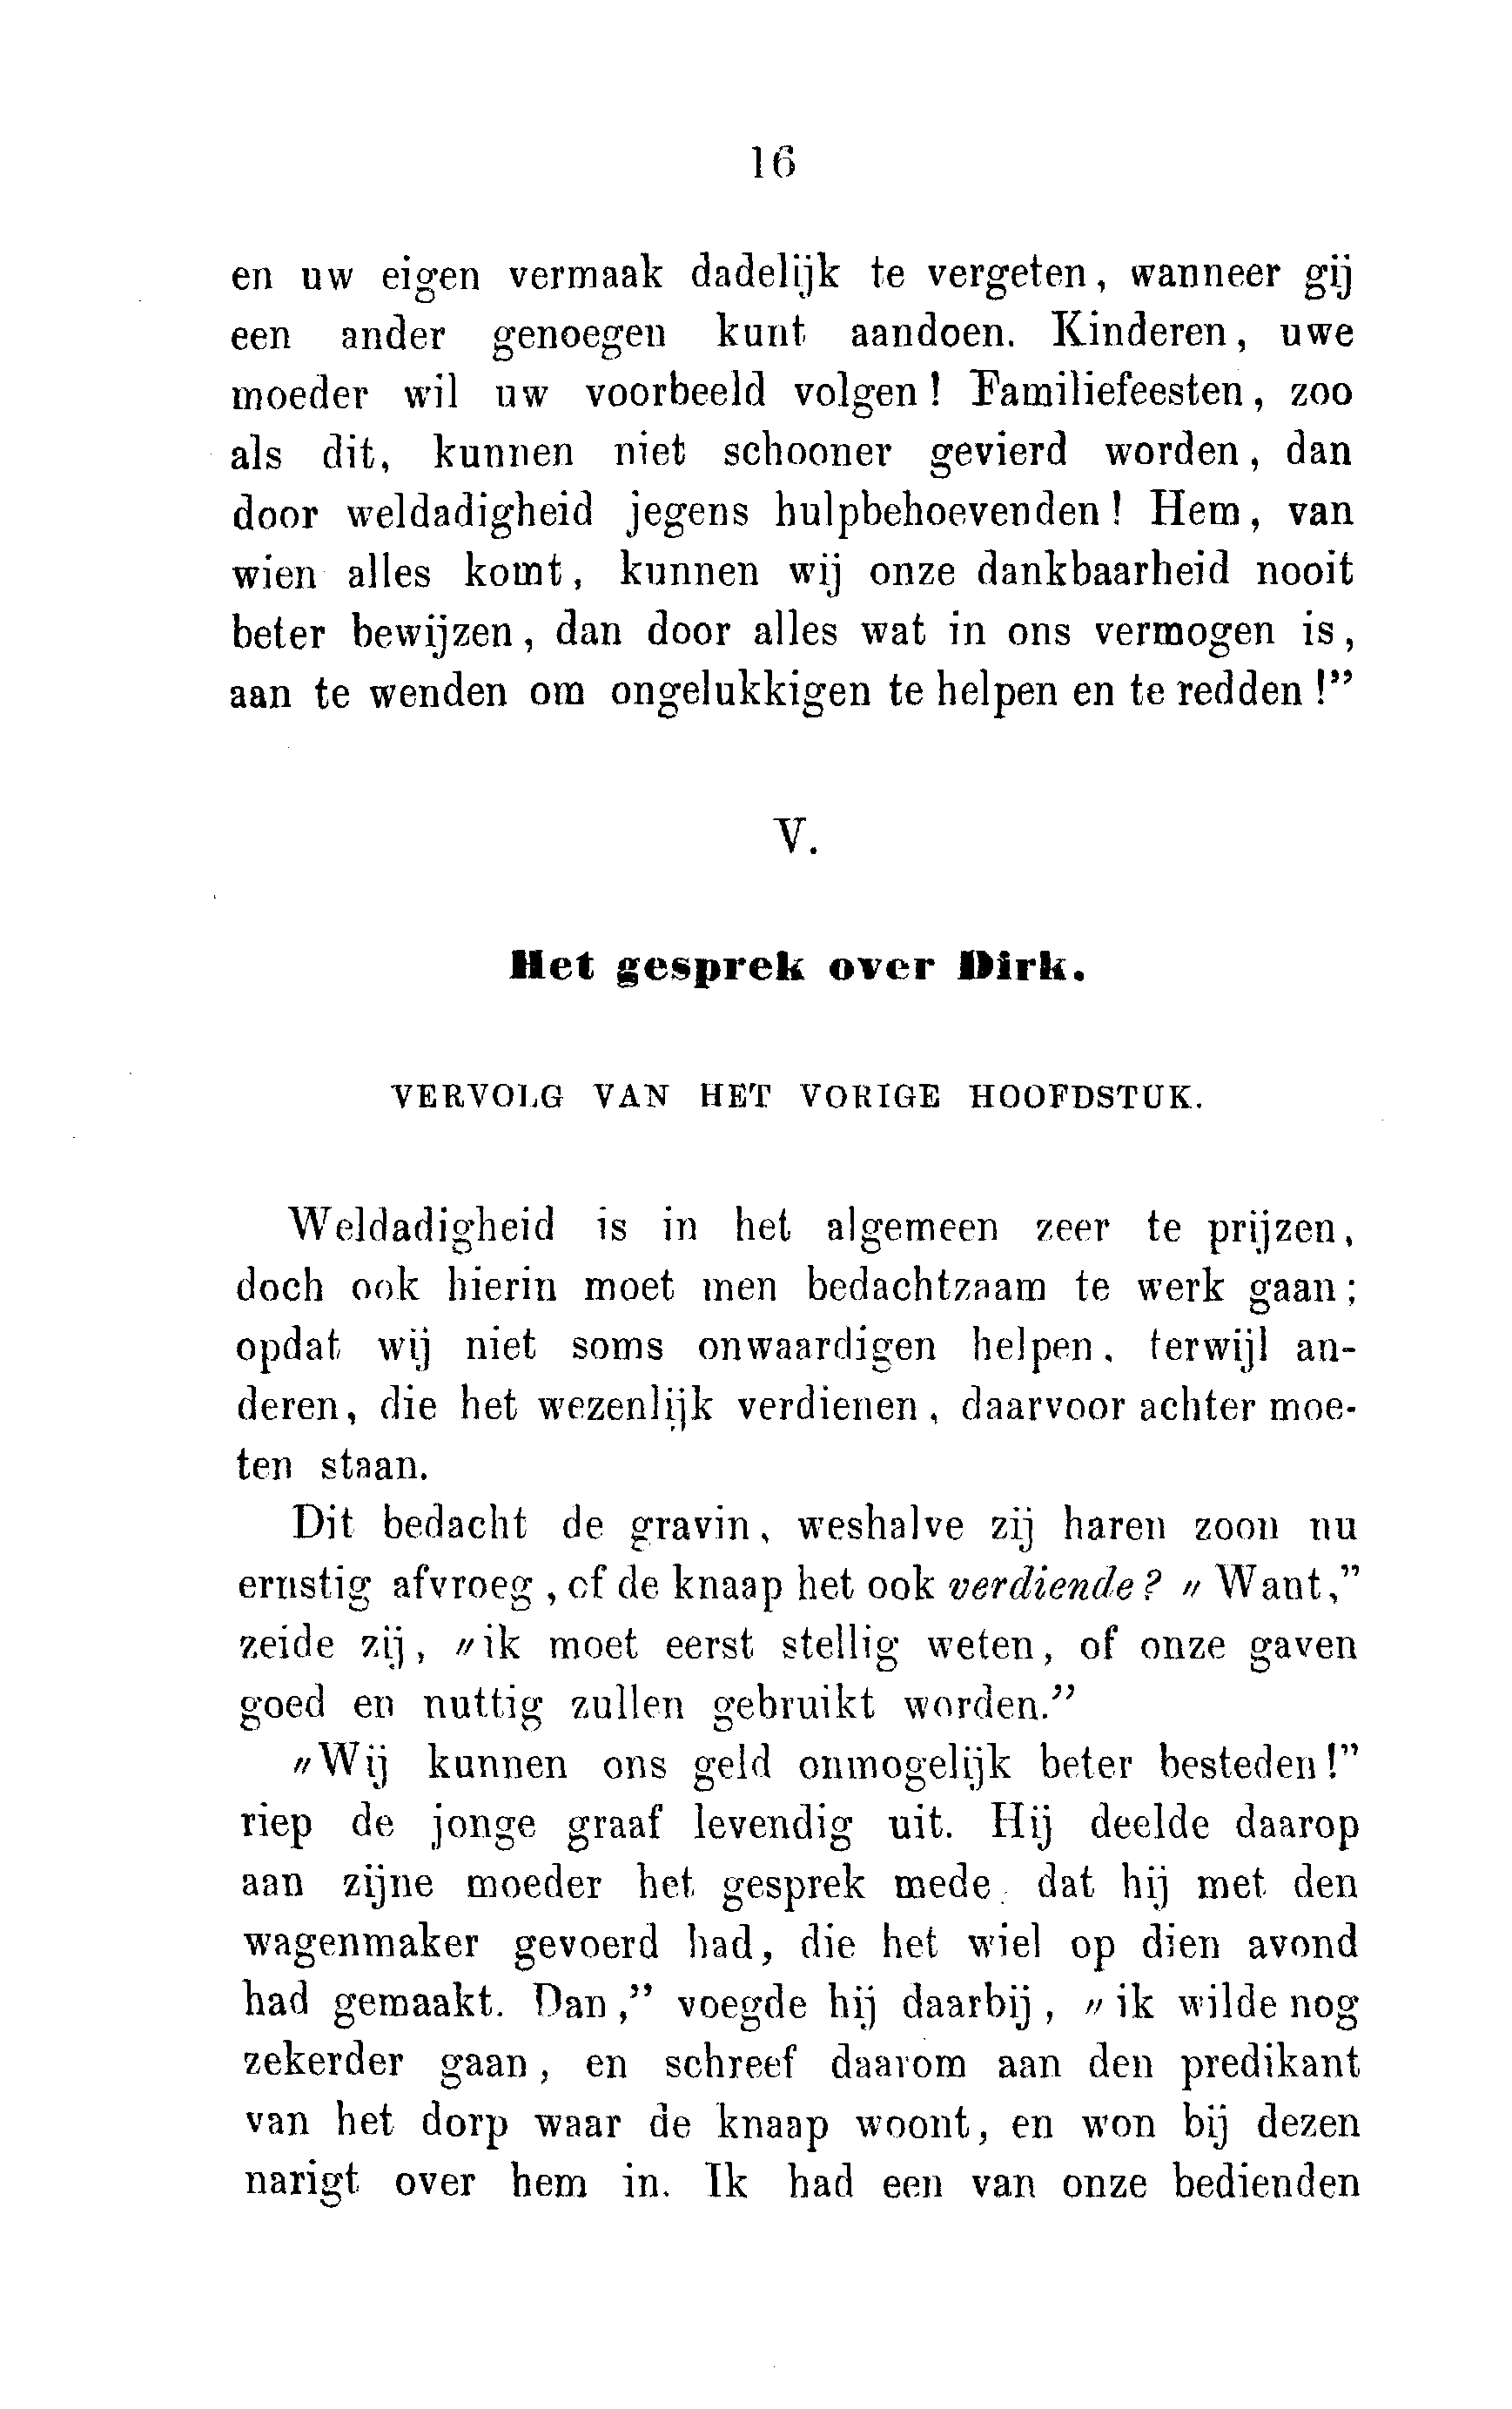 16
en uw eigen vermaak dadelijk te vergeten, wanneer gij
een ander genoegen kunt aandoen. Kinderen, uwe
moeder wil uw voorbeeld volgen! Familiefeesten, zoo
als dit, kunnen niet schooner gevierd worden, dan
door weldadigheid jegens hulpbehoevenden! Hem, van
wien alles komt, kunnen wij onze dankbaarheid nooit
beter bewijzen, dan door alles wat in ons vermogen is,
aan te wenden om ongelukkigen te helpen en te redden!”
V.
Het gesprek over Dirk.
VERVOLG VAN HET VORIGE HOOFDSTUK.
Weldadigheid is in het algemeen zeer te prijzen,
doch ook hierin moet men bedachtzaam te werk gaan;
opdat wij niet soms onwaardigen helpen, terwijl an-
deren, die het wezenlijk verdienen, daarvoor achter moe-
ten staan.
Dit bedacht de gravin, weshalve zij haren zoon nu
ernstig afvroeg, of de knaap het ook verdiende? „Want,”
zeide zij, „ik moet eerst stellig weten, of onze gaven
goed en nuttig zullen gebruikt worden.”
„Wij kunnen ons geld onmogelijk beter besteden!”
riep de jonge graaf levendig uit. Hij deelde daarop
aan zijne moeder het gesprek mede, dat hij met den
wagenmaker gevoerd had, die het wiel op dien avond
had gemaakt. Dan,” voegde hij daarbij, „ik wilde nog
zekerder gaan, en schreef daarom aan den predikant
van het dorp waar de knaap woont, en won bij dezen
narigt over hem in. Ik had een van onze bedienden